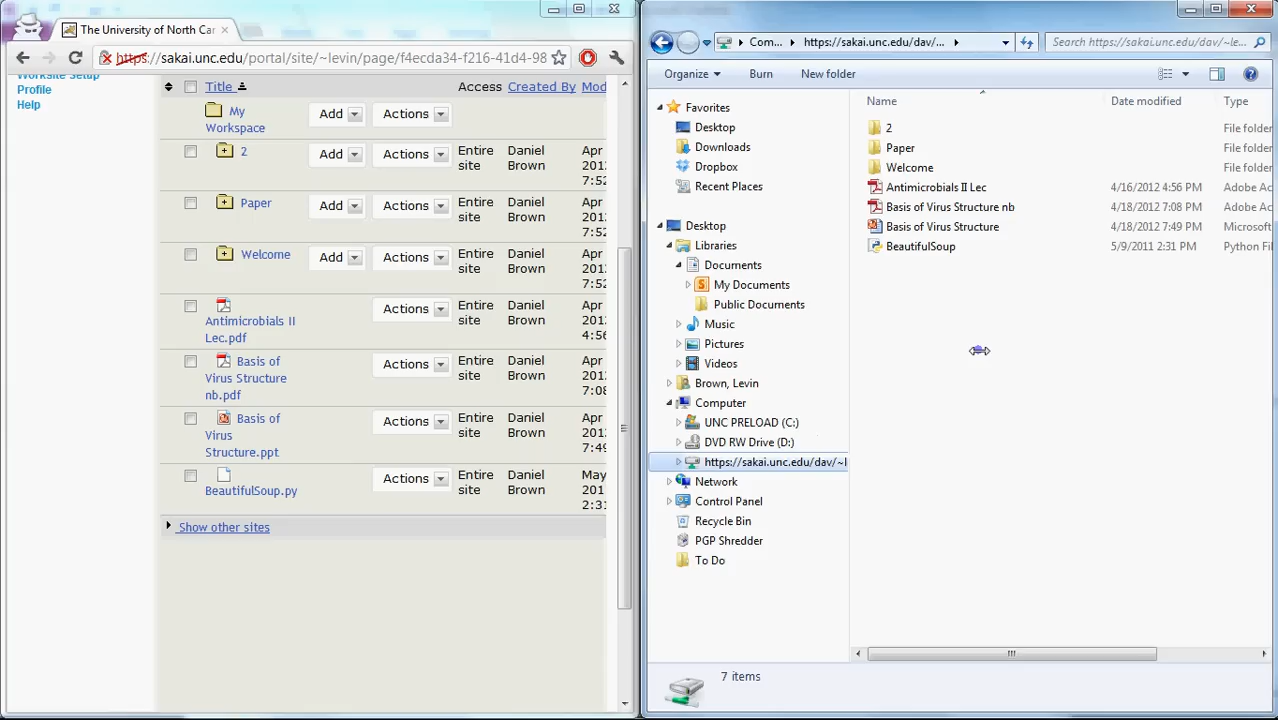 The University of North Car
https://sakai.unc.edu/portal/site/~levin/page/f4ecda34-f216-41d4-98
Worksite Setup
Profile
Help
Title Access Created By Mod
My
Workspace
Add Actions
2
Add Actions Entire
site
Daniel
Brown
Apr
201
7:52
Paper
Add Actions Entire
site
Daniel
Brown
Apr
201
7:52
Welcome
Add Actions Entire
site
Daniel
Brown
Apr
201
7:52
Antimicrobials II
Lec.pdf
Actions Entire
site
Daniel
Brown
Apr
201
4:56
Basis of
Virus Structure
nb.pdf
Actions Entire
site
Daniel
Brown
Apr
201
7:08
Basis of
Virus
Structure.ppt
Actions Entire
site
Daniel
Brown
Apr
201
7:49
BeautifulSoup.py
Actions Entire
site
Daniel
Brown
May
201
2:31
Show other sites
Com... https://sakai.unc.edu/dav/... Search https://sakai.unc.edu/dav/~le...
Organize Burn New folder
Favorites
Desktop
Downloads
Dropbox
Recent Places
Desktop
Libraries
Documents
My Documents
Public Documents
Music
Pictures
Videos
Brown, Levin
Computer
UNC PRELOAD (C:)
DVD RW Drive (D:)
https://sakai.unc.edu/dav/~l
Network
Control Panel
Recycle Bin
PGP Shredder
To Do
Name Date modified Type
2 File folder
Paper File folder
Welcome File folder
Antimicrobials II Lec 4/16/2012 4:56 PM Adobe Ac
Basis of Virus Structure nb 4/18/2012 7:08 PM Adobe Ac
Basis of Virus Structure 4/18/2012 7:49 PM Microsoft
BeautifulSoup 5/9/2011 2:31 PM Python Fil
7 items